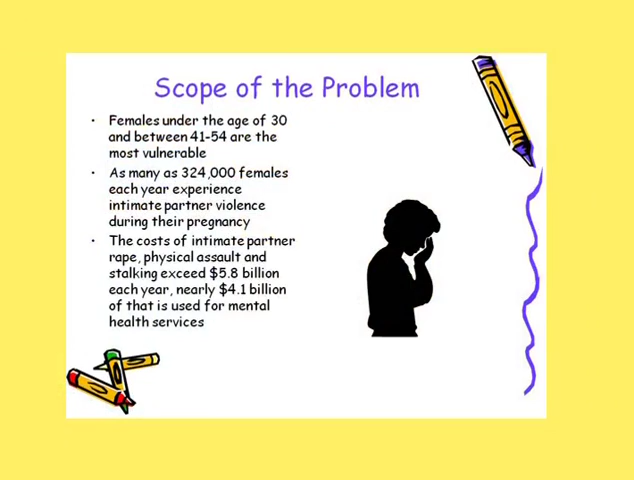 Scope of the Problem
• Females under the age of 30
and between 41-54 are the
most vulnerable
• As many as 324,000 females
each year experience
intimate partner violence
during their pregnancy
• The costs of intimate partner
rape, physical assault and
stalking exceed $5.8 billion
each year, nearly $4.1 billion
of that is used for mental
health services